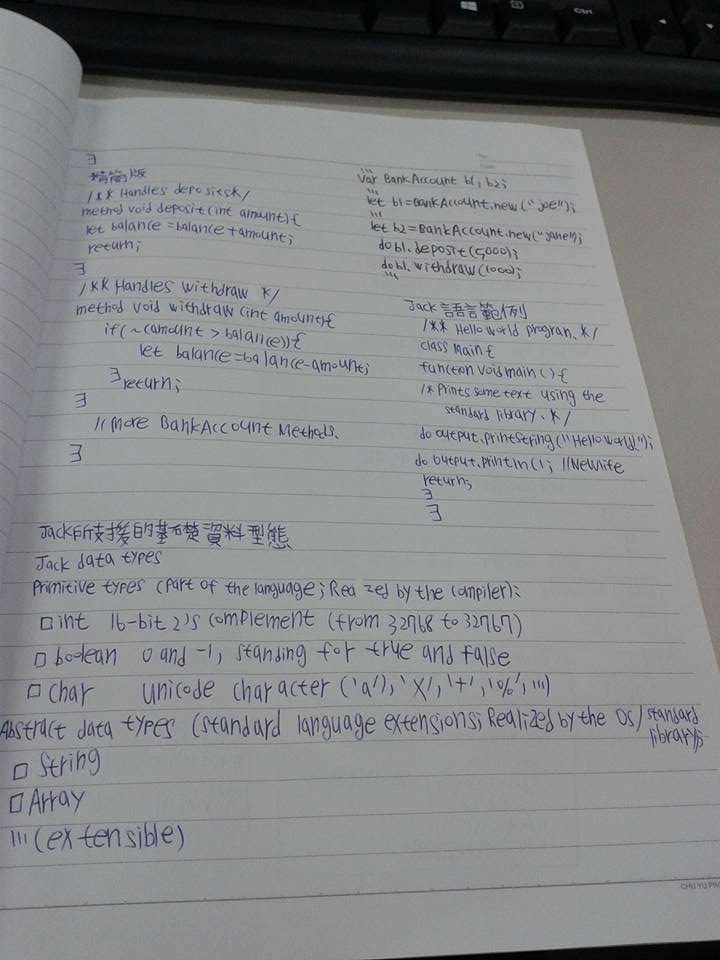 }
精簡版
/** Handles deposits*/
method void deposit(int amount){
let balance=balance+amount;
return;
}
/** Handles withdraw */
method void withdraw(int amount){
if(~(amount > balance)){
let balance=balance-amount;
}return;
}
//more BankAccount Methods.
}
...
Var BankAccount b1, b2;
...
let b1=BankAccount.new("joe");
...
let b2=BankAccount.new("jane");
do b1.deposit(5000);
do b1.withdraw(1000);
...
Jack 語言範例
/** Hello world program. */
class Main {
function void main () {
/* Prints some text using the
standard library. */
do output.printString("Hello world!");
do output.println(); //Newlife
return;
}
}
Jack所支援的基礎資料型態
Jack data types
Primitive types (Part of the language; Rea zed by the compiler):
□ int 16-bit 2's complement (from 32768 to 32767)
□ boolean 0 and -1, standing for true and false
□ char unicode character ('a','x','+','%',...)
Abstract data types (standard language extensions; Realized by the OS/standard
library);
□ String
□ Array
... (extensible)
CHU YU PR